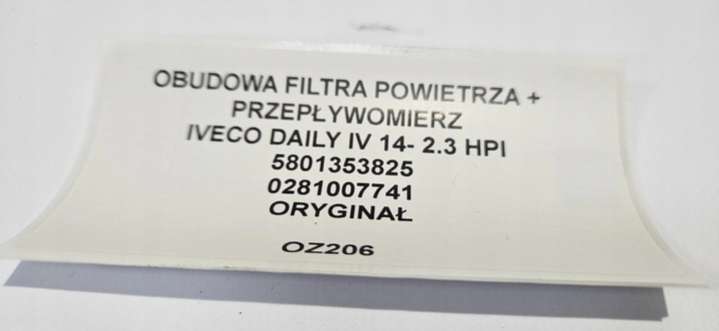 OBUDOWA FILTRA POWIETRZA +
PRZEPŁYWOMIERZ
IVECO DAILY IV 14- 2.3 HPI
5801353825
0281007741
ORYGINAŁ
OZ206